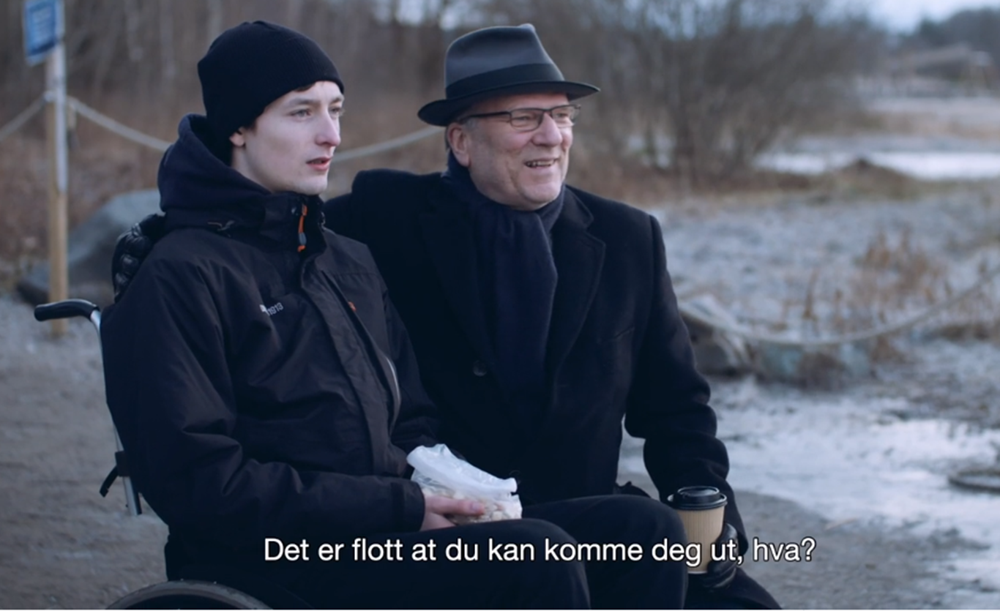 Det er flott at du kan komme deg ut, hva?